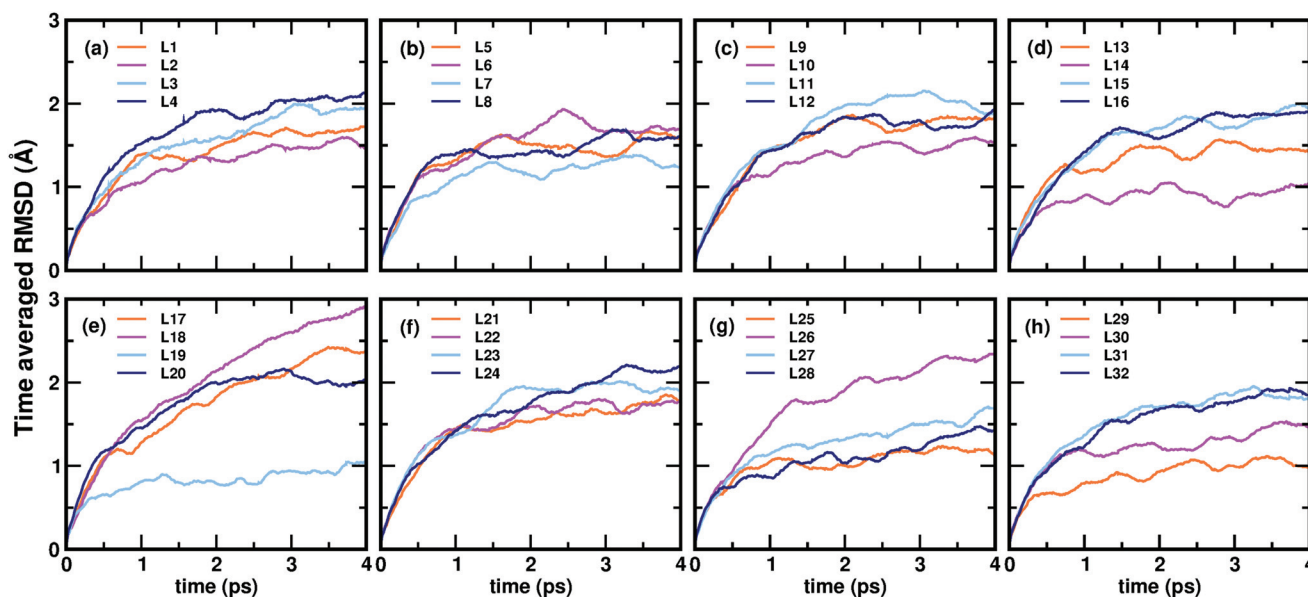 Time averaged RMSD (Å)
3
2
1
0
(a)
L1
L2
L3
L4
(b)
L5
L6
L7
L8
(c)
L9
L10
L11
L12
(d)
L13
L14
L15
L16
3
2
1
0
(e)
L17
L18
L19
L20
(f)
L21
L22
L23
L24
(g)
L25
L26
L27
L28
(h)
L29
L30
L31
L32
0 1 2 3 4
time (ps)
0 1 2 3 4
time (ps)
0 1 2 3 4
time (ps)
0 1 2 3 4
time (ps)